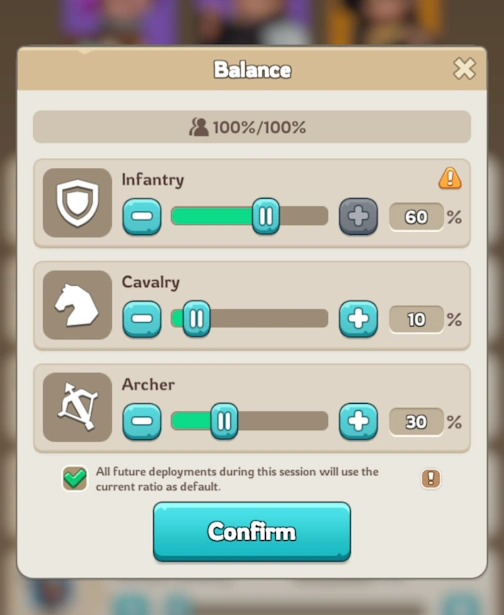 Balance
100%/100%
Infantry
60 %
Cavalry
10 %
Archer
30 %
All future deployments during this session will use the
current ratio as default.
Confirm